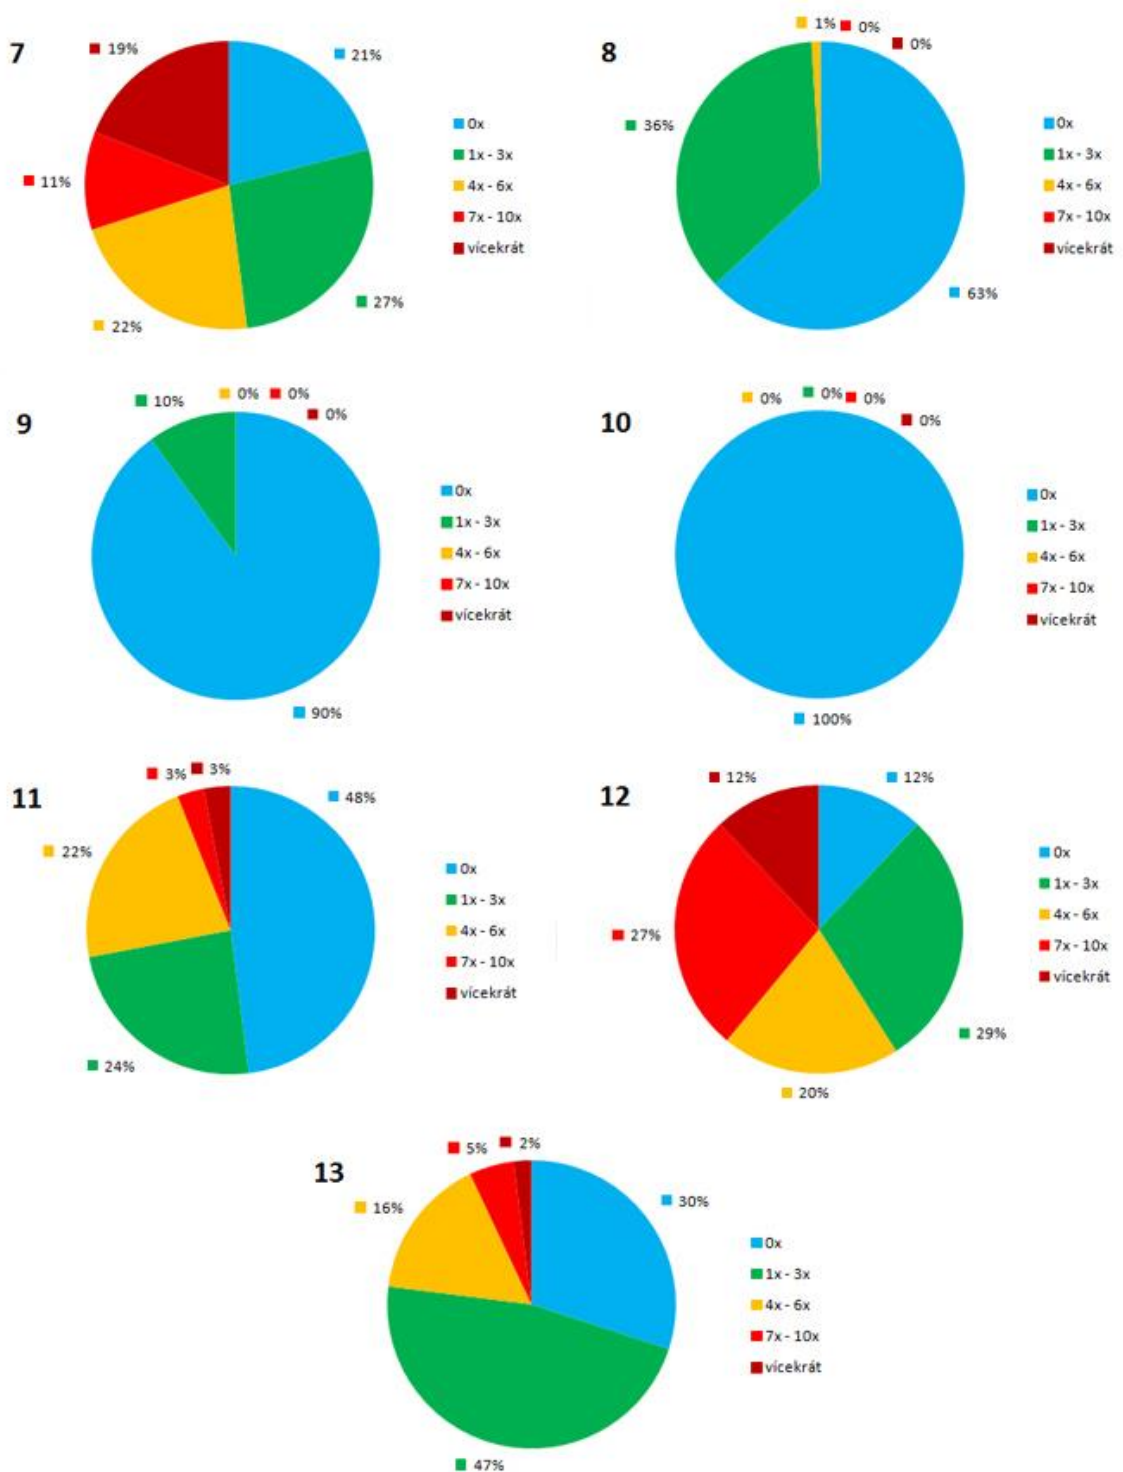 7
19%
21%
11%
22%
27%
0x
1x - 3x
4x - 6x
7x - 10x
vícekrát
8
1%
0%
0%
36%
63%
0x
1x - 3x
4x - 6x
7x - 10x
vícekrát
9
10%
0%
0%
0%
90%
0x
1x - 3x
4x - 6x
7x - 10x
vícekrát
10
0%
0%
0%
0%
100%
0x
1x - 3x
4x - 6x
7x - 10x
vícekrát
11
3%
3%
48%
22%
24%
0x
1x - 3x
4x - 6x
7x - 10x
vícekrát
12
12%
12%
27%
29%
20%
0x
1x - 3x
4x - 6x
7x - 10x
vícekrát
13
5%
2%
16%
30%
47%
0x
1x - 3x
4x - 6x
7x - 10x
vícekrát